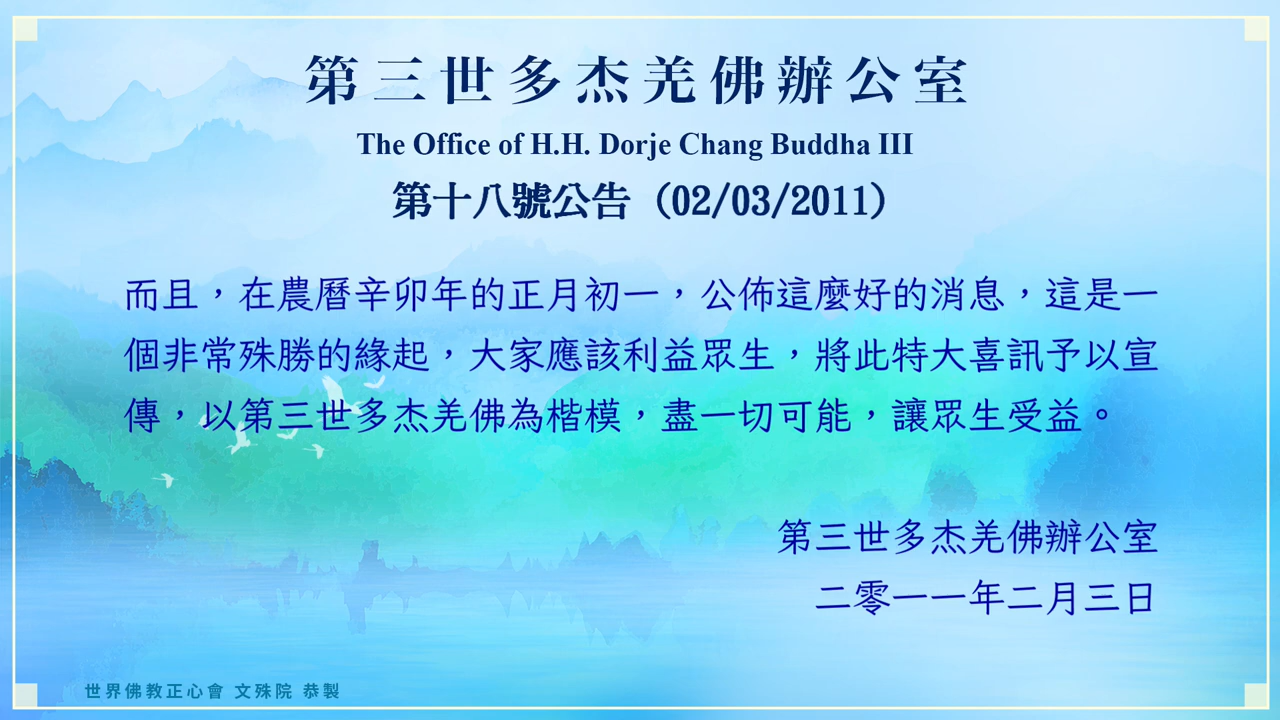 第三世多杰羌佛辦公室
The Office of H.H. Dorje Chang Buddha III
第十八號公告（02/03/2011）
而且，在農曆辛卯年的正月初一，公佈這麼好的消息，這是一
個非常殊勝的緣起，大家應該利益眾生，將此特大喜訊予以宣
傳，以第三世多杰羌佛為楷模，盡一切可能，讓眾生受益。
第三世多杰羌佛辦公室
二零一一年二月三日
世界佛教正心會 文殊院 恭製